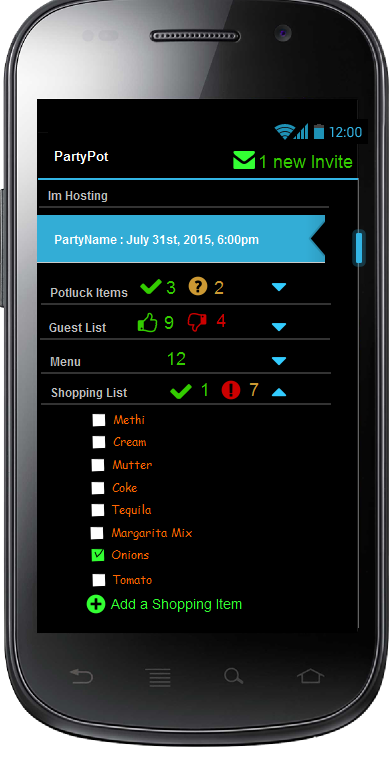 12:00
PartyPot
1 new Invite
Im Hosting
PartyName : July 31st, 2015, 6:00pm
Potluck Items 3 ? 2
Guest List 9 4
Menu 12
Shopping List 1 ! 7
Methi
Cream
Mutter
Coke
Tequila
Margarita Mix
Onions
Tomato
Add a Shopping Item